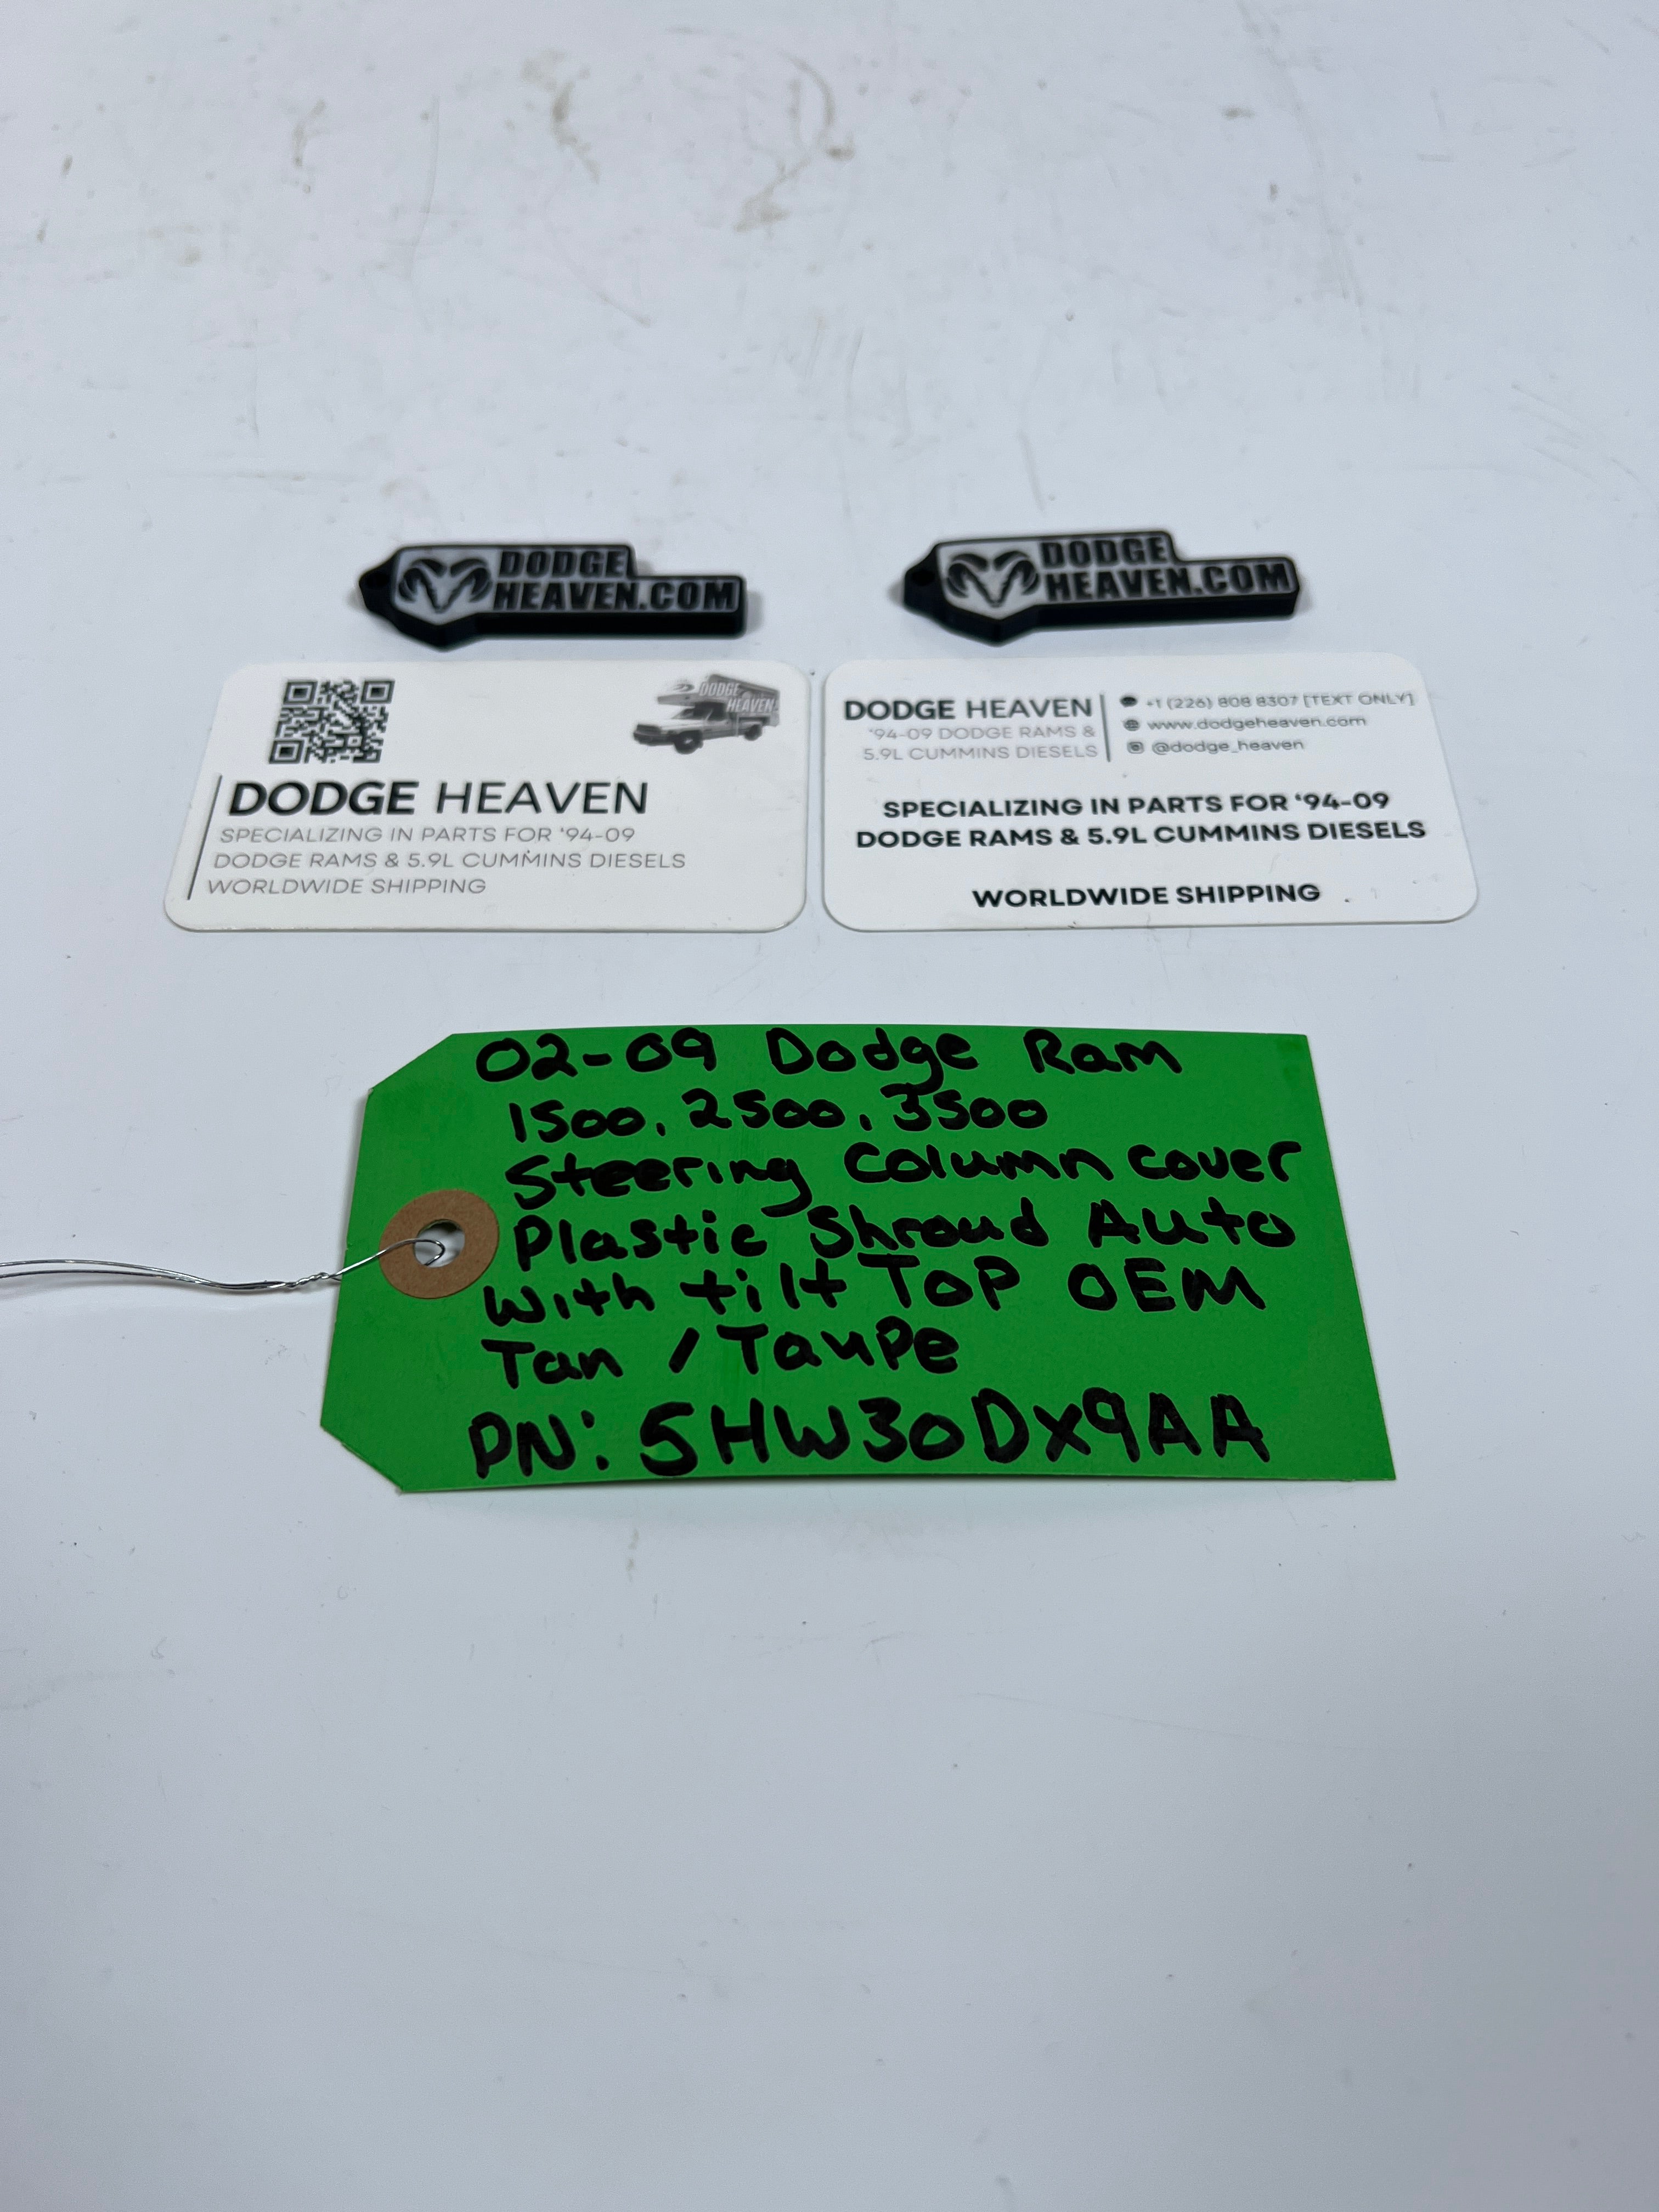 DODGE
HEAVEN.COM
DODGE
HEAVEN.COM
DODGE
HEAVEN
DODGE HEAVEN
SPECIALIZING IN PARTS FOR '94-09
DODGE RAMS & 5.9L CUMMINS DIESELS
WORLDWIDE SHIPPING
DODGE HEAVEN
'94-09 DODGE RAMS &
5.9L CUMMINS DIESELS
+1 (226) 808 8307 [TEXT ONLY]
www.dodgeheaven.com
@dodge_heaven
SPECIALIZING IN PARTS FOR '94-09
DODGE RAMS & 5.9L CUMMINS DIESELS
WORLDWIDE SHIPPING
02-09 Dodge Ram
1500, 2500, 3500
Steering Column Cover
Plastic Shroud Auto
With tilt TOP OEM
Tan / Taupe
PN: 5HW30DX9AA